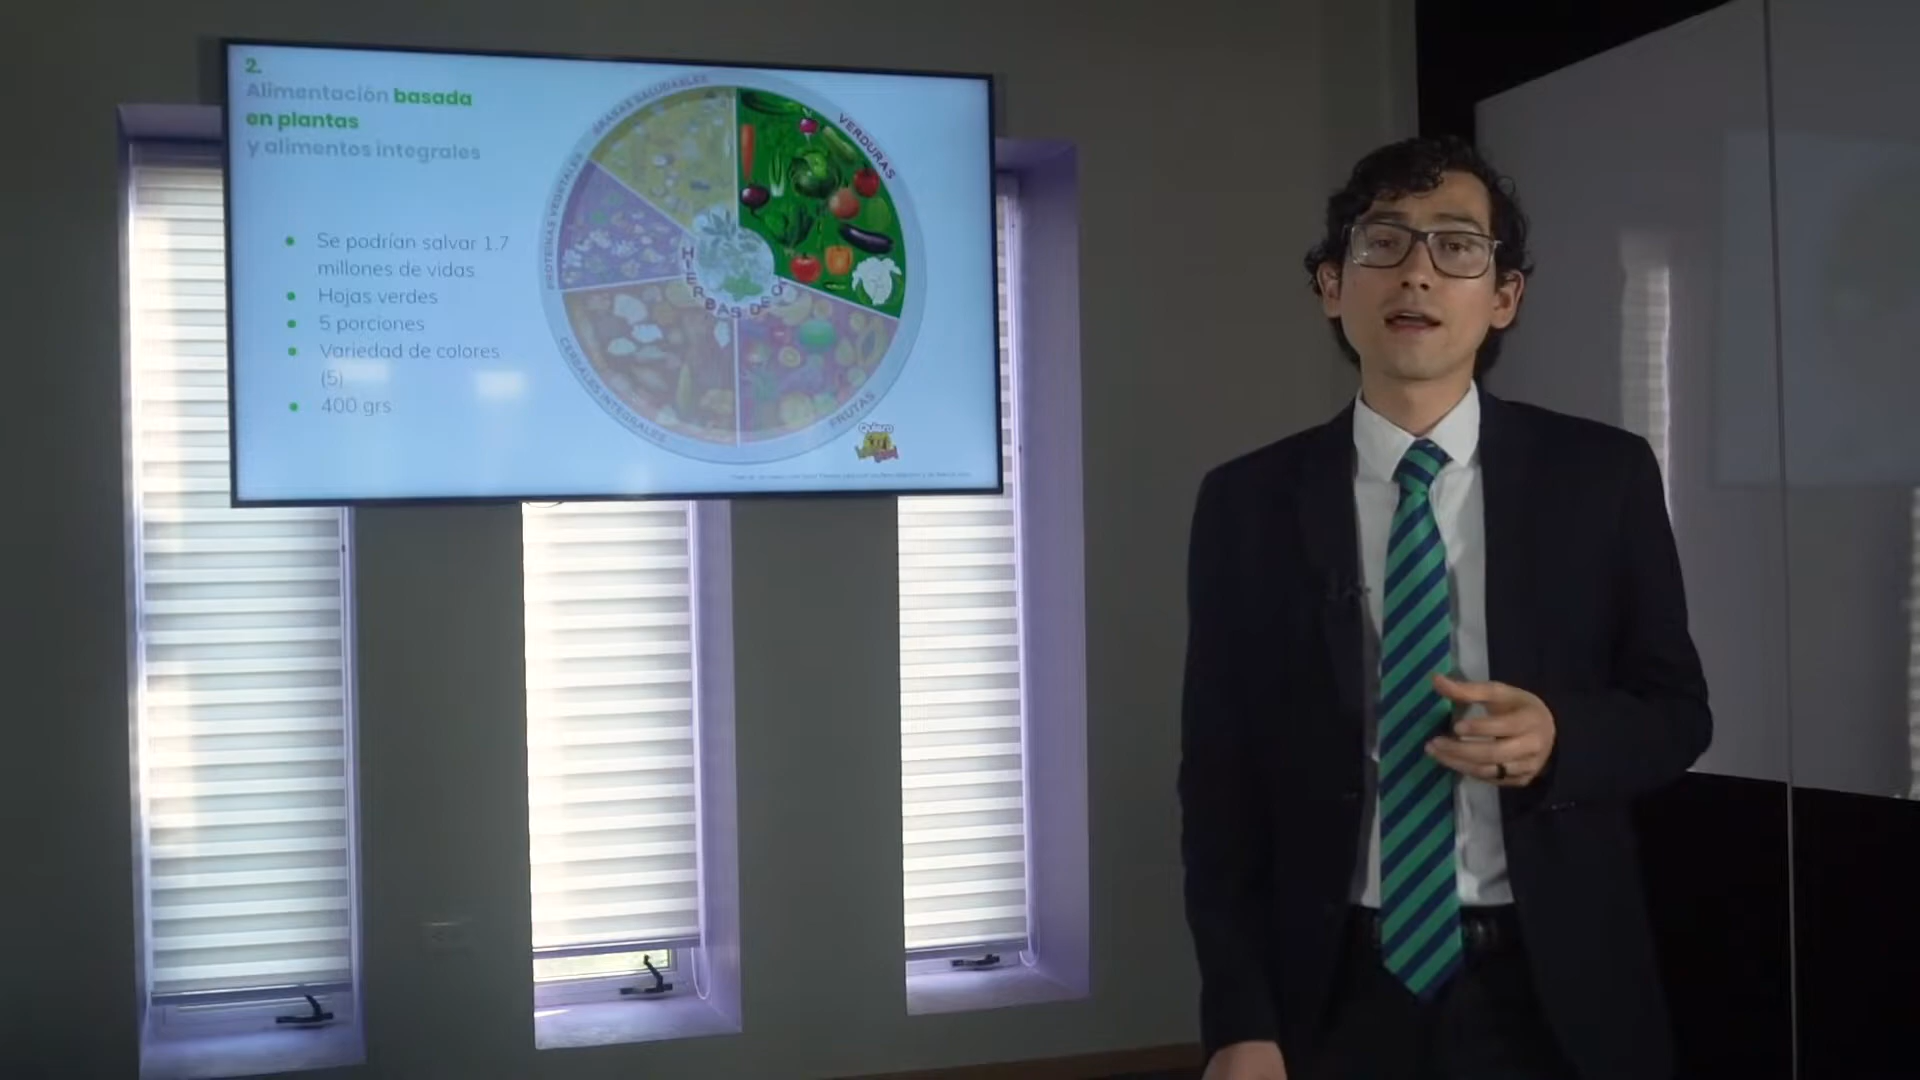 2.
Alimentación basada
en plantas
y alimentos integrales
Se podrían salvar 1.7
millones de vidas
Hojas verdes
5 porciones
Variedad de colores
(5)
400 grs
GRASAS SALUDABLES
VERDURAS
PROTEÍNAS VEGETALES
HIERBAS DE O
CEREALES INTEGRALES
FRUTAS
Quiero